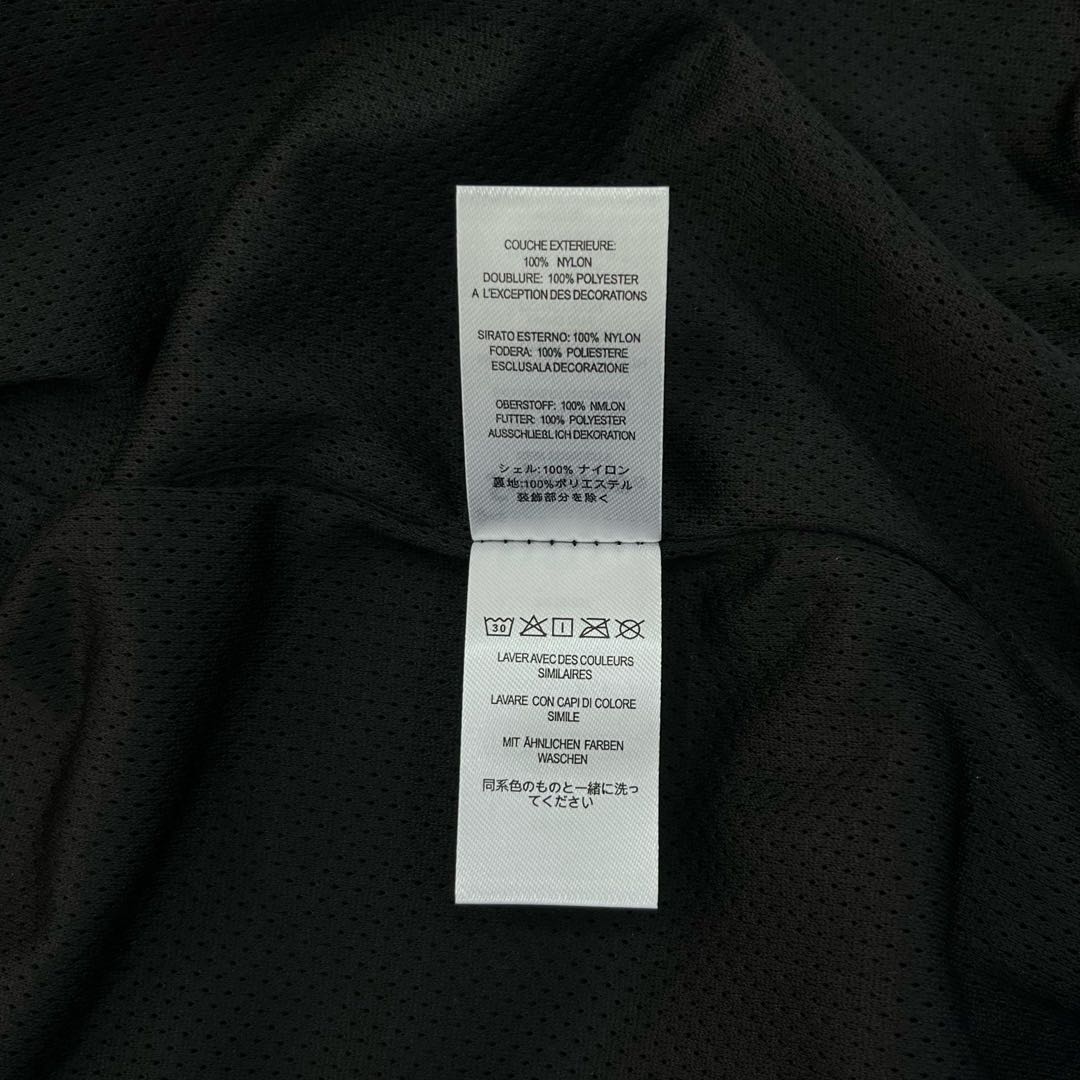 COUCHE EXTERIEURE:
100% NYLON
DOUBLURE: 100% POLYESTER
A L'EXCEPTION DES DECORATIONS
SIRATO ESTERNO: 100% NYLON
FODERA: 100% POLIESTERE
ESCLUSALA DECORAZIONE
OBERSTOFF: 100% NMLON
FUTTER: 100% POLYESTER
AUSSCHLIEßLICH DEKORATION
シェル:100% ナイロン
裏地:100%ポリエステル
装飾部分を除く
30
LAVER AVEC DES COULEURS
SIMILAIRES
LAVARE CON CAPI DI COLORE
SIMILE
MIT ÄHNLICHEN FARBEN
WASCHEN
同系色のものと一緒に洗っ
てください